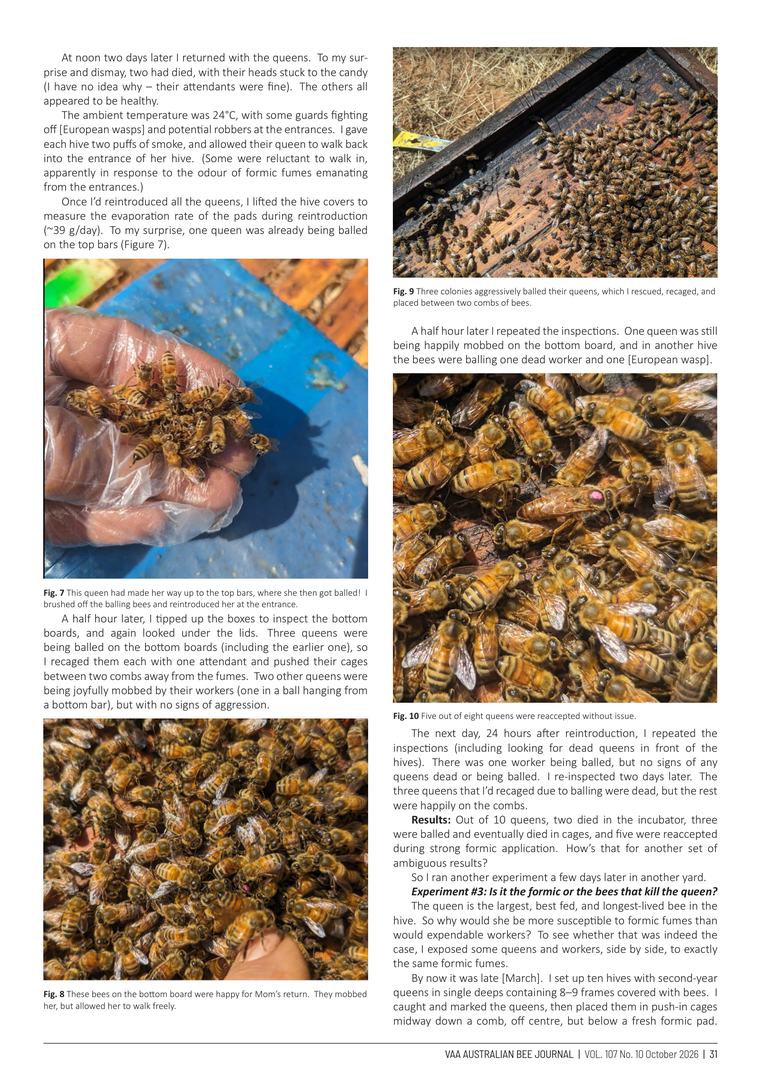 At noon two days later I returned with the queens. To my sur-
prise and dismay, two had died, with their heads stuck to the candy
(I have no idea why – their attendants were fine). The others all
appeared to be healthy.
The ambient temperature was 24°C, with some guards fighting
off [European wasps] and potential robbers at the entrances. I gave
each hive two puffs of smoke, and allowed their queen to walk back
into the entrance of her hive. (Some were reluctant to walk in,
apparently in response to the odour of formic fumes emanating
from the entrances.)
Once I'd reintroduced all the queens, I lifted the hive covers to
measure the evaporation rate of the pads during reintroduction
(~39 g/day). To my surprise, one queen was already being balled
on the top bars (Figure 7).
Fig. 7 This queen had made her way up to the top bars, where she then got balled! I
brushed off the balling bees and reintroduced her at the entrance.
A half hour later, I tipped up the boxes to inspect the bottom
boards, and again looked under the lids. Three queens were
being balled on the bottom boards (including the earlier one), so
I recaged them each with one attendant and pushed their cages
between two combs away from the fumes. Two other queens were
being joyfully mobbed by their workers (one in a ball hanging from
a bottom bar), but with no signs of aggression.
Fig. 8 These bees on the bottom board were happy for Mom's return. They mobbed
her, but allowed her to walk freely.
Fig. 9 Three colonies aggressively balled their queens, which I rescued, recaged, and
placed between two combs of bees.
A half hour later I repeated the inspections. One queen was still
being happily mobbed on the bottom board, and in another hive
the bees were balling one dead worker and one [European wasp].
Fig. 10 Five out of eight queens were reaccepted without issue.
The next day, 24 hours after reintroduction, I repeated the
inspections (including looking for dead queens in front of the
hives). There was one worker being balled, but no signs of any
queens dead or being balled. I re-inspected two days later. The
three queens that I'd recaged due to balling were dead, but the rest
were happily on the combs.
Results: Out of 10 queens, two died in the incubator, three
were balled and eventually died in cages, and five were reaccepted
during strong formic application. How's that for another set of
ambiguous results?
So I ran another experiment a few days later in another yard.
Experiment #3: Is it the formic or the bees that kill the queen?
The queen is the largest, best fed, and longest-lived bee in the
hive. So why would she be more susceptible to formic fumes than
would expendable workers? To see whether that was indeed the
case, I exposed some queens and workers, side by side, to exactly
the same formic fumes.
By now it was late [March]. I set up ten hives with second-year
queens in single deeps containing 8–9 frames covered with bees. I
caught and marked the queens, then placed them in push-in cages
midway down a comb, off centre, but below a fresh formic pad.
VAA AUSTRALIAN BEE JOURNAL | VOL. 107 No. 10 October 2026 | 31